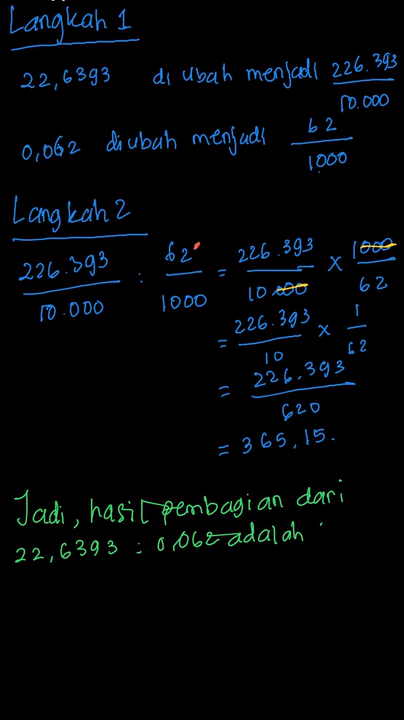 Langkah 1
22,6393 di ubah menjadi 226.393/10.000
0,062 diubah menjadi 62/1000
Langkah 2
226.393/10.000 : 62/1000 = 226.393/10.000 × 1000/62
= 226.393/10 × 1/62
= 226.393/620
= 365,15.
Jadi, hasil pembagian dari
22,6393 : 0,062 adalah